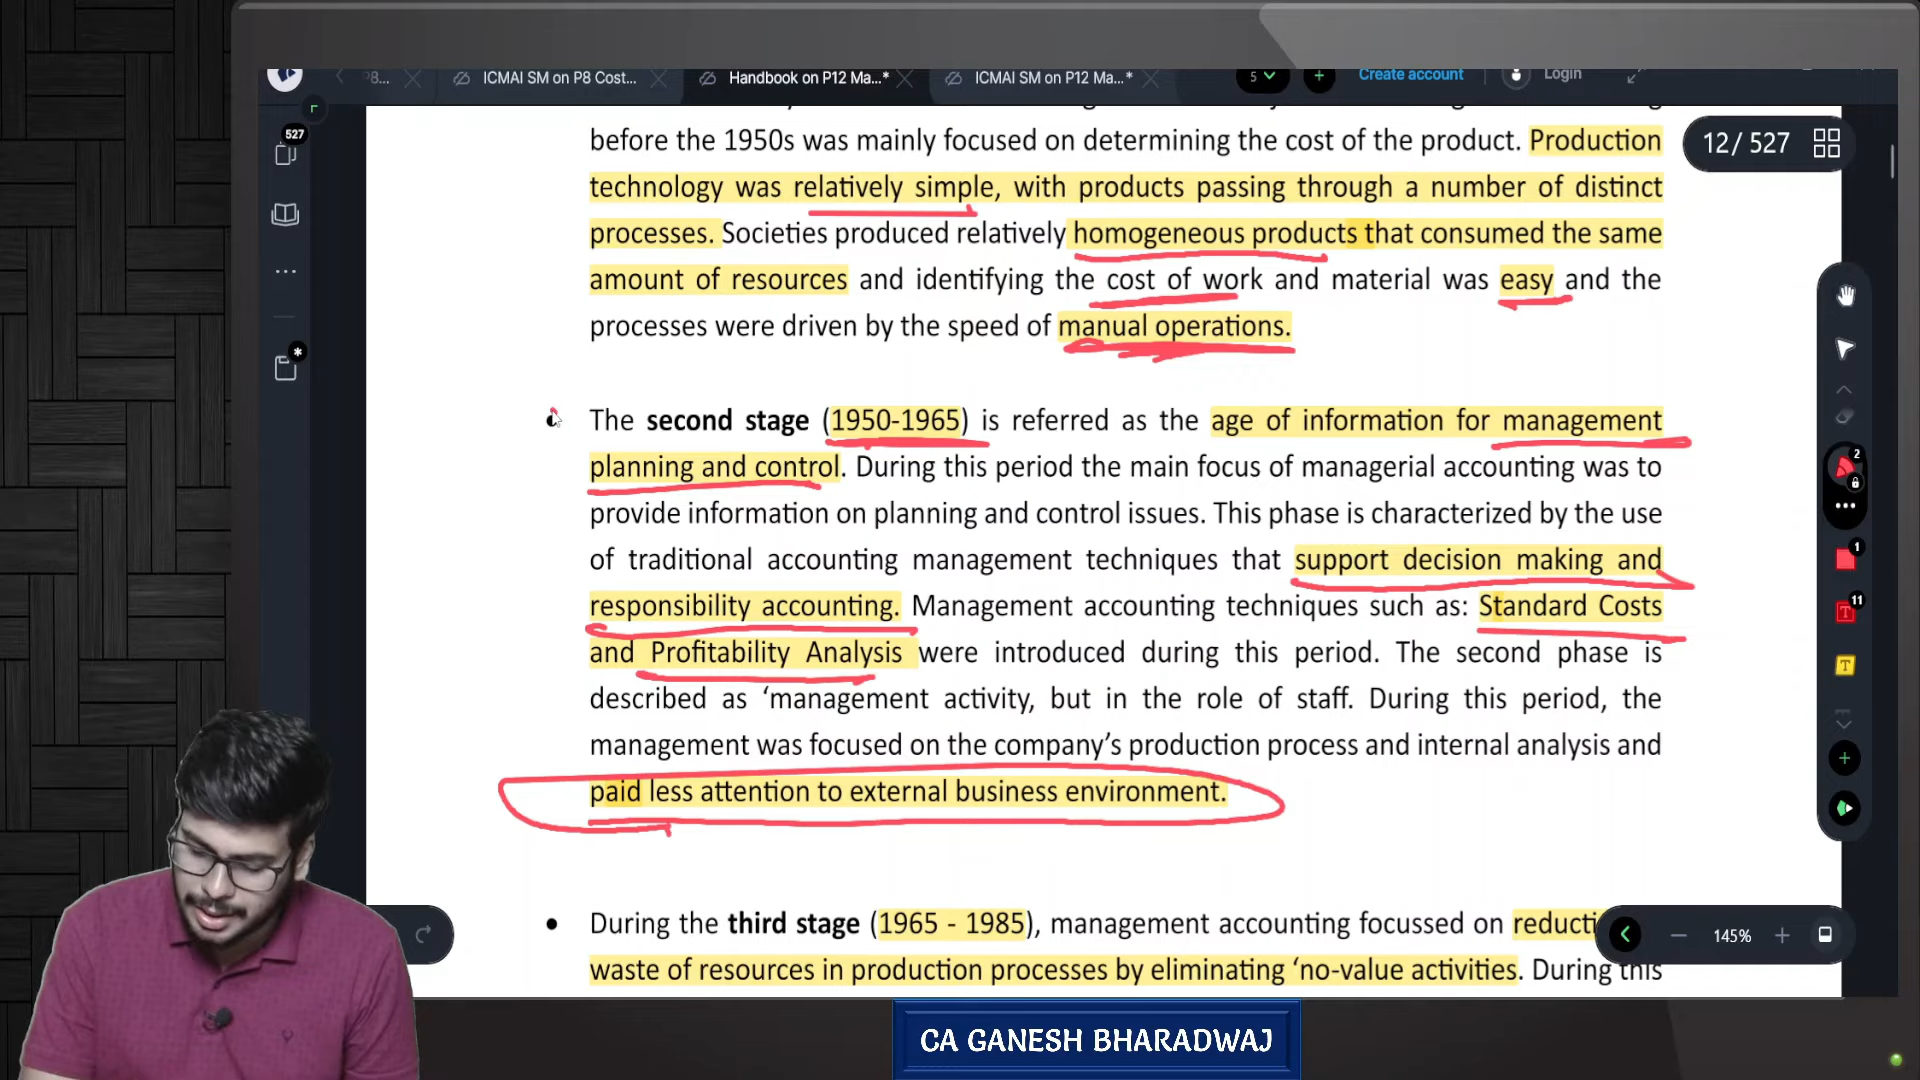 P8...
ICMAI SM on P8 Cost...
Handbook on P12 Ma...*
ICMAI SM on P12 Ma...*
5
Create account
Login
527
12/ 527
before the 1950s was mainly focused on determining the cost of the product. Production
technology was relatively simple, with products passing through a number of distinct
processes. Societies produced relatively homogeneous products that consumed the same
amount of resources and identifying the cost of work and material was easy and the
processes were driven by the speed of manual operations.
• The second stage (1950-1965) is referred as the age of information for management
planning and control. During this period the main focus of managerial accounting was to
provide information on planning and control issues. This phase is characterized by the use
of traditional accounting management techniques that support decision making and
responsibility accounting. Management accounting techniques such as: Standard Costs
and Profitability Analysis were introduced during this period. The second phase is
described as ‘management activity, but in the role of staff. During this period, the
management was focused on the company’s production process and internal analysis and
paid less attention to external business environment.
• During the third stage (1965 - 1985), management accounting focussed on reducti
waste of resources in production processes by eliminating ‘no-value activities. During this
2
1
11
T
T
145%
CA GANESH BHARADWAJ